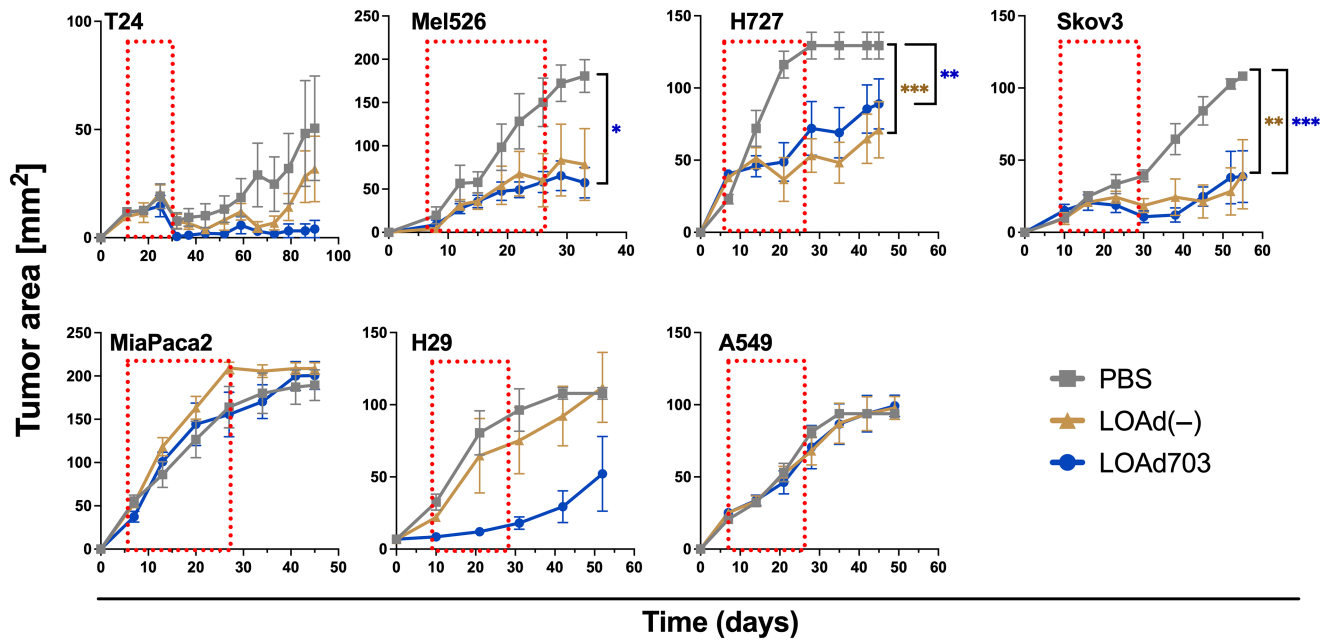 Tumor area [mm²]
T24
100
50
0
0 20 40 60 80 100
Mel526
250
200
150
100
50
0
0 10 20 30 40
*
H727
150
100
50
0
0 10 20 30 40 50 60
***
**
Skov3
150
100
50
0
0 10 20 30 40 50 60
**
***
MiaPaca2
250
200
150
100
50
0
0 10 20 30 40 50
H29
150
100
50
0
0 10 20 30 40 50 60
A549
150
100
50
0
0 10 20 30 40 50 60
PBS
LOAd(–)
LOAd703
Time (days)